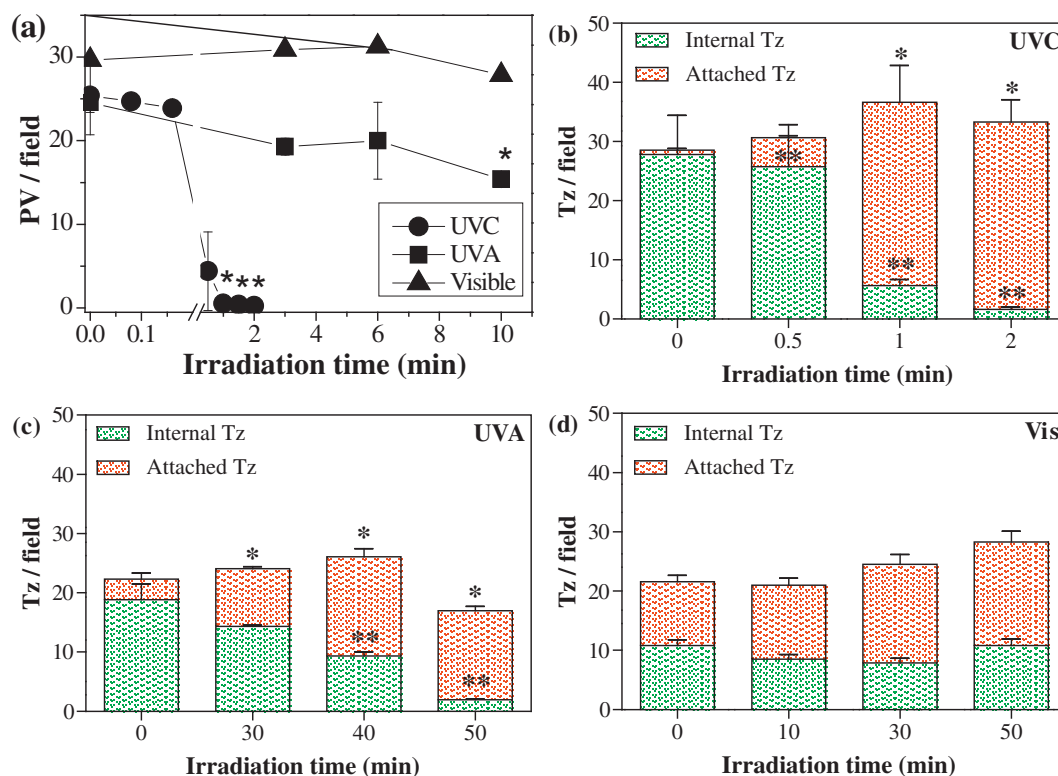 (a)
30
20
10
0
PV / field
*
* **
UVC
UVA
Visible
0.0 0.1 2 4 6 8 10
Irradiation time (min)
(b)
UVC
Internal Tz
Attached Tz
50
40
30
20
10
0
Tz / field
**
*
**
*
**
0 0.5 1 2
Irradiation time (min)
(c)
UVA
Internal Tz
Attached Tz
50
40
30
20
10
0
Tz / field
*
*
**
*
**
0 30 40 50
Irradiation time (min)
(d)
Vis
Internal Tz
Attached Tz
50
40
30
20
10
0
Tz / field
0 10 30 50
Irradiation time (min)